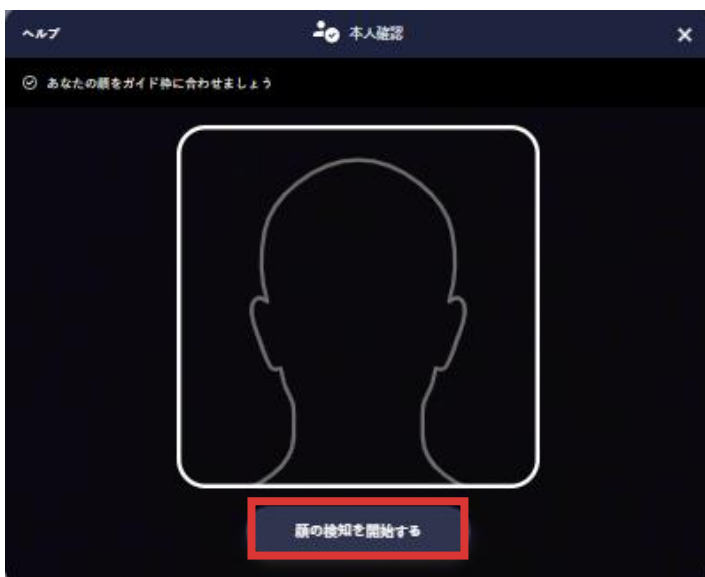 ヘルプ
本人確認
あなたの顔をガイド枠に合わせましょう
顔の検知を開始する